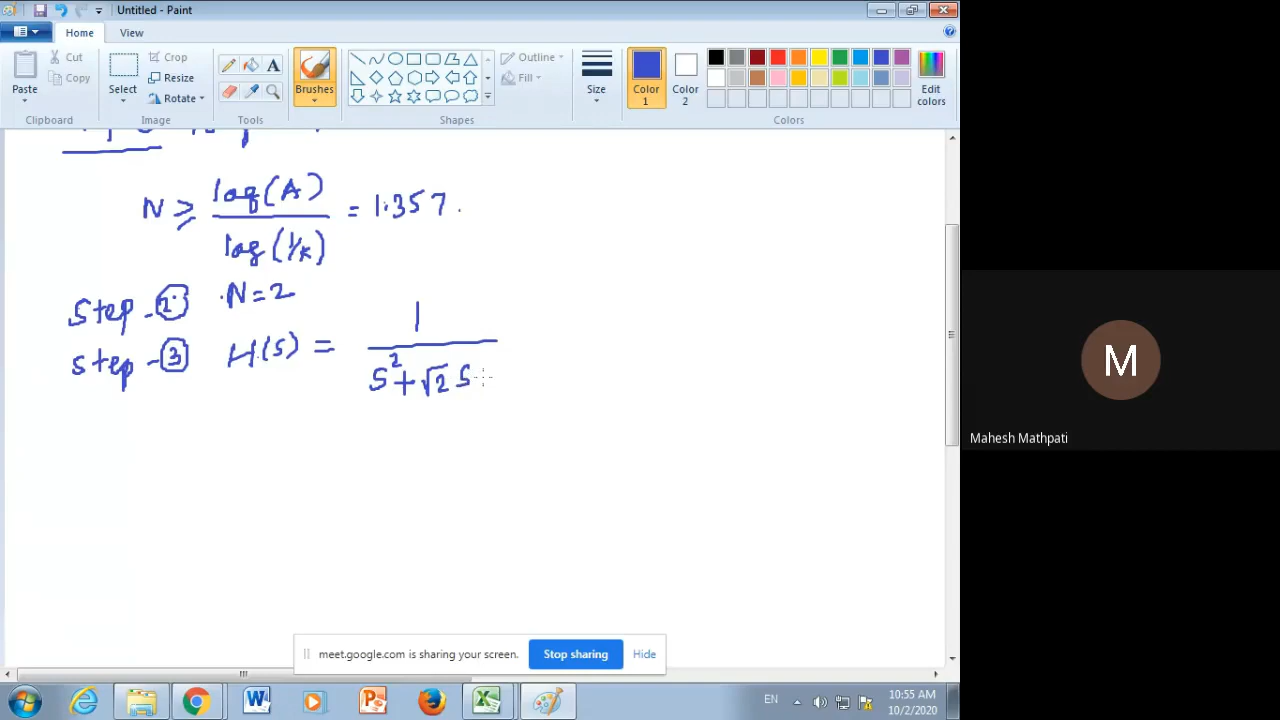 Untitled - Paint
Home View
Cut
Copy
Paste
Clipboard
Crop
Resize
Rotate
Select
Image
A
Tools
Brushes
Outline
Fill
Shapes
Size
Color 1
Color 2
Edit colors
Colors
N ≥ log(A) / log(1/k) = 1.357.
Step - 2 N = 2
Step - 3 H(s) = 1 / S² + √2 S
M
Mahesh Mathpati
meet.google.com is sharing your screen. Stop sharing Hide
EN
10:55 AM
10/2/2020